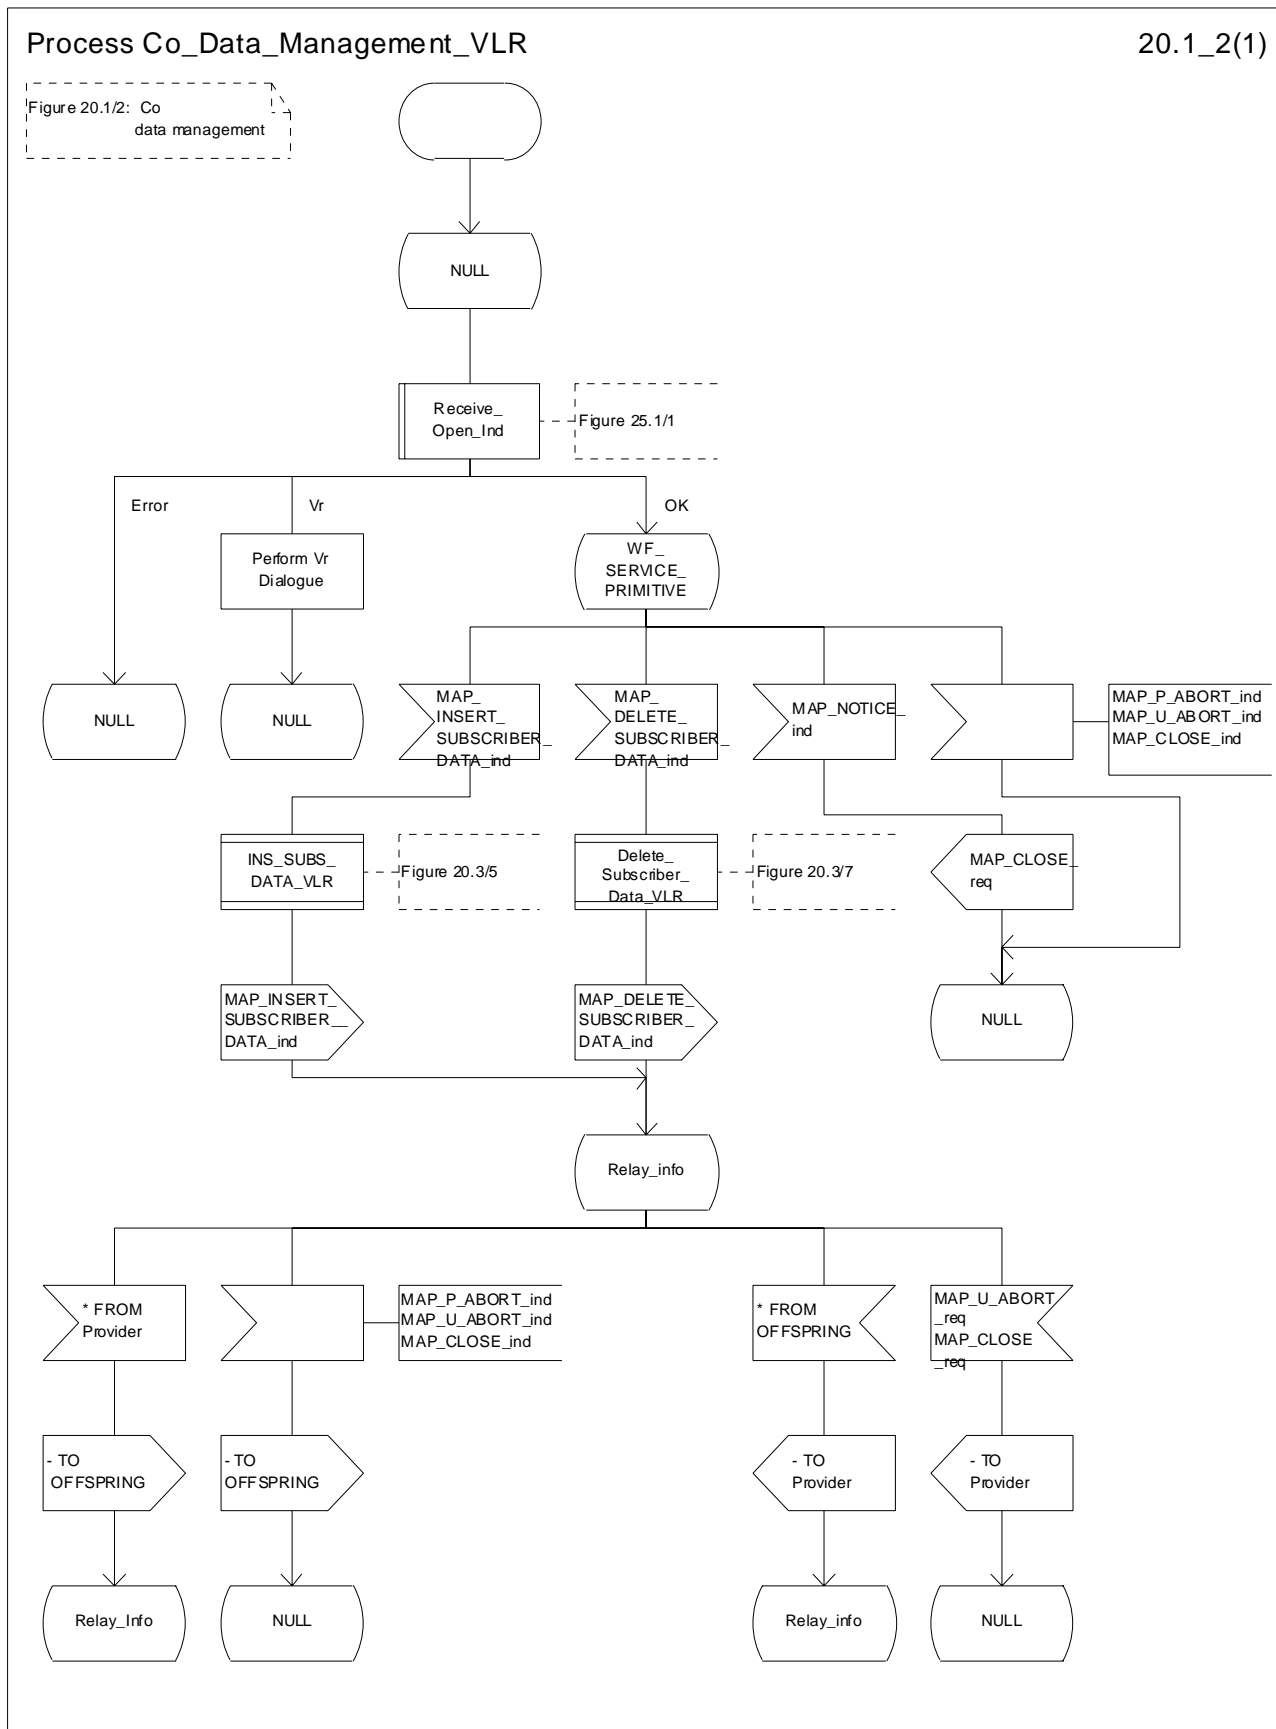 Process Co_Data_Management_VLR
20.1_2(1)
Figure 20.1/2: Co
data management
NULL
Receive_
Open_Ind
Figure 25.1/1
Error
Vr
OK
Perform Vr
Dialogue
WF_
SERVICE_
PRIMITIVE
NULL
NULL
MAP_
INSERT_
SUBSCRIBER_
DATA_ind
MAP_
DELETE_
SUBSCRIBER_
DATA_ind
MAP_NOTICE_
ind
MAP_P_ABORT_ind
MAP_U_ABORT_ind
MAP_CLOSE_ind
INS_SUBS_
DATA_VLR
Figure 20.3/5
Delete_
Subscriber_
Data_VLR
Figure 20.3/7
MAP_CLOSE_
req
MAP_INSERT_
SUBSCRIBER__
DATA_ind
MAP_DELETE_
SUBSCRIBER_
DATA_ind
NULL
Relay_info
* FROM
Provider
MAP_P_ABORT_ind
MAP_U_ABORT_ind
MAP_CLOSE_ind
* FROM
OFFSPRING
MAP_U_ABORT
_req
MAP_CLOSE
_req
- TO
OFFSPRING
- TO
OFFSPRING
- TO
Provider
- TO
Provider
Relay_Info
NULL
Relay_info
NULL